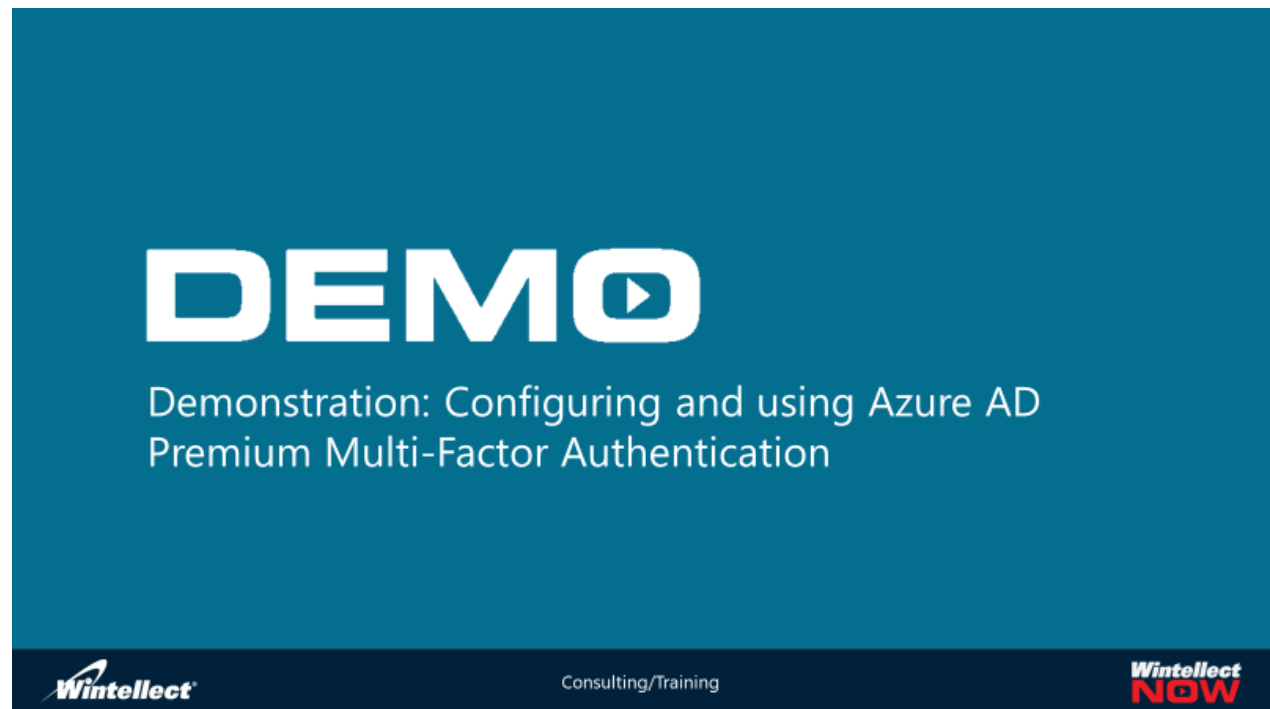 DEMO
Demonstration: Configuring and using Azure AD
Premium Multi-Factor Authentication
Wintellect®
Consulting/Training
Wintellect
NOW